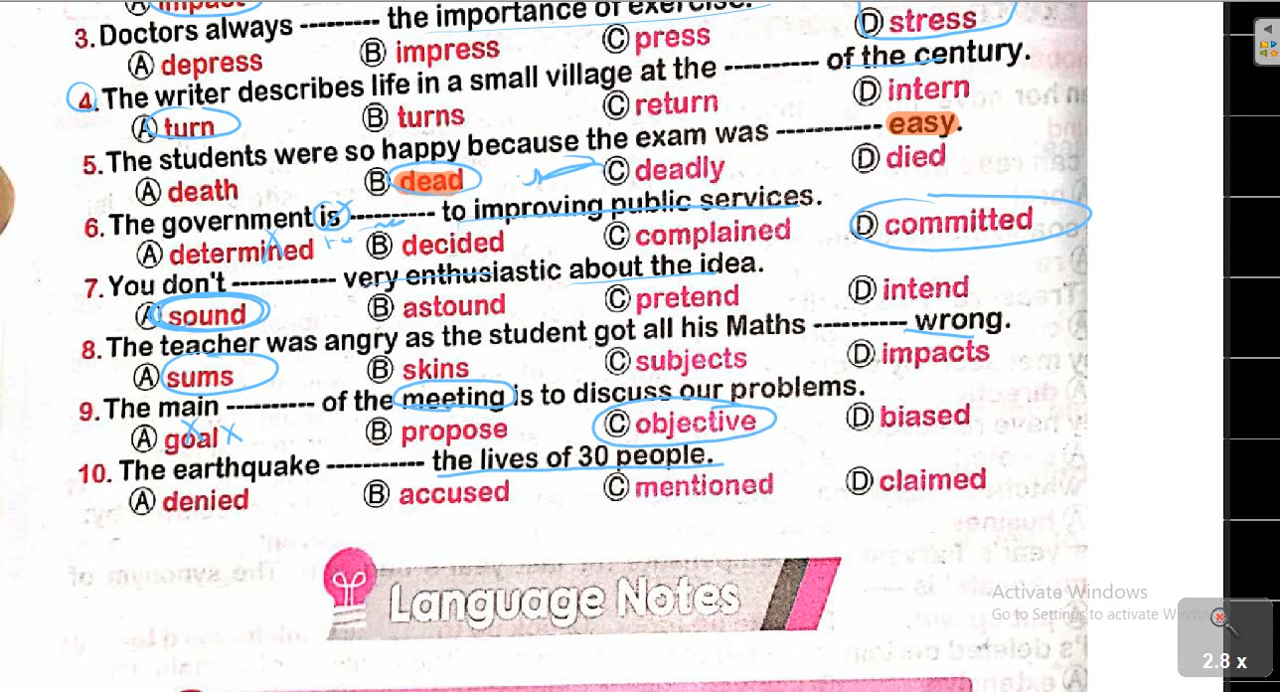 Ⓐ impact
3. Doctors always --------- the importance of exercise.
Ⓐ depress Ⓑ impress Ⓒ press Ⓓ stress
4. The writer describes life in a small village at the ---------- of the century.
Ⓐ turn Ⓑ turns Ⓒ return Ⓓ intern
5. The students were so happy because the exam was ----------- easy.
Ⓐ death Ⓑ dead Ⓒ deadly Ⓓ died
6. The government is ---------- to improving public services.
Ⓐ determined Ⓑ decided Ⓒ complained Ⓓ committed
7. You don't ------------ very enthusiastic about the idea.
Ⓐ sound Ⓑ astound Ⓒ pretend Ⓓ intend
8. The teacher was angry as the student got all his Maths ---------- wrong.
Ⓐ sums Ⓑ skins Ⓒ subjects Ⓓ impacts
9. The main ---------- of the meeting is to discuss our problems.
Ⓐ goal Ⓑ propose Ⓒ objective Ⓓ biased
10. The earthquake ----------- the lives of 30 people.
Ⓐ denied Ⓑ accused Ⓒ mentioned Ⓓ claimed
Language Notes
Activate Windows
Go to Settings to activate
2.8 x